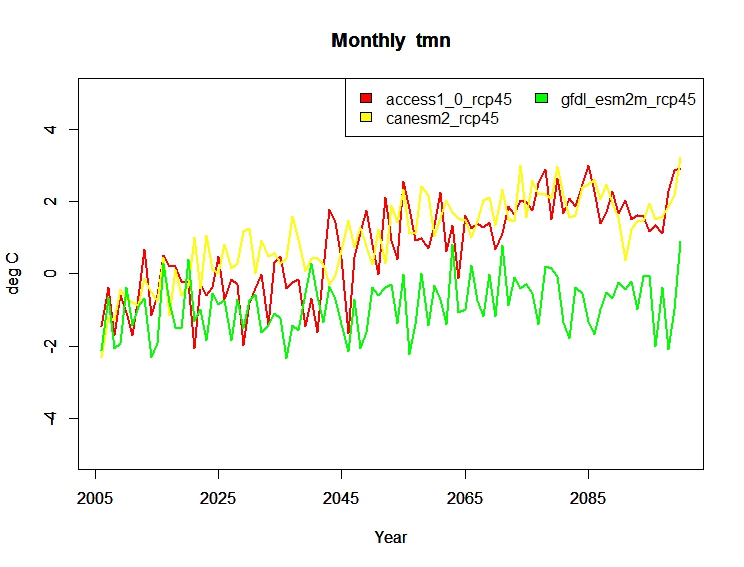 Monthly tmn
access1_0_rcp45 gfdl_esm2m_rcp45
canesm2_rcp45
4
2
0
-2
-4
deg C
2005 2025 2045 2065 2085
Year